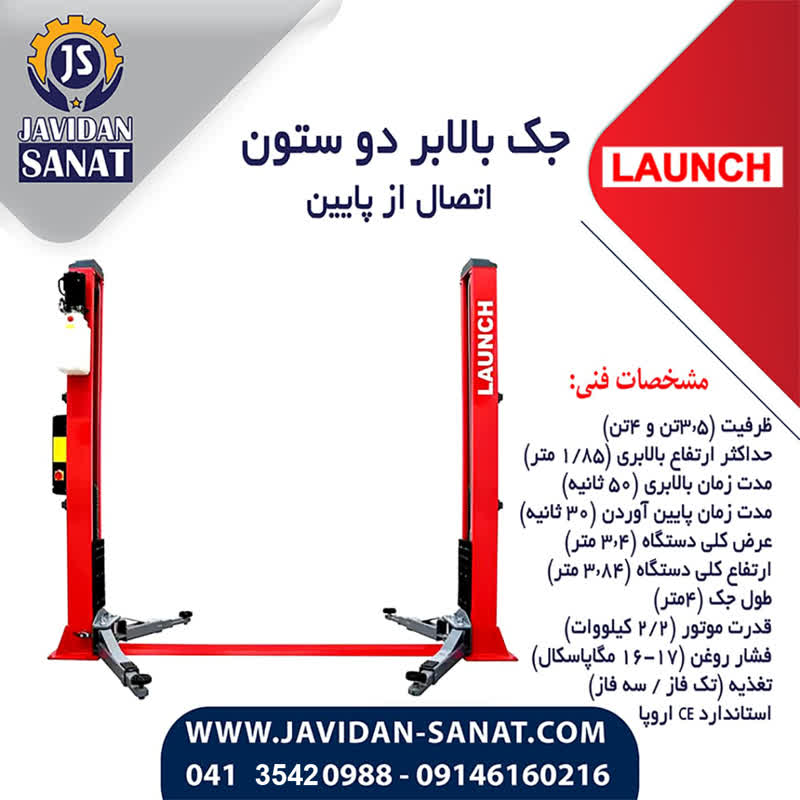 JS
JAVIDAN
SANAT
جک بالابر دو ستون
اتصال از پایین
LAUNCH
LAUNCH
مشخصات فنی:
ظرفیت (۳٫۵تن و ۴تن)
حداکثر ارتفاع بالابری (۱/۸۵ متر)
مدت زمان بالابری (۵۰ ثانیه)
مدت زمان پایین آوردن (۳۰ ثانیه)
عرض کلی دستگاه (۳٫۴ متر)
ارتفاع کلی دستگاه (۳٫۸۴ متر)
طول جک (۴متر)
قدرت موتور (۲/۲ کیلووات)
فشار روغن (۱۷-۱۶ مگاپاسکال)
تغذیه (تک فاز / سه فاز)
استاندارد CE اروپا
WWW.JAVIDAN-SANAT.COM
041 35420988 - 09146160216